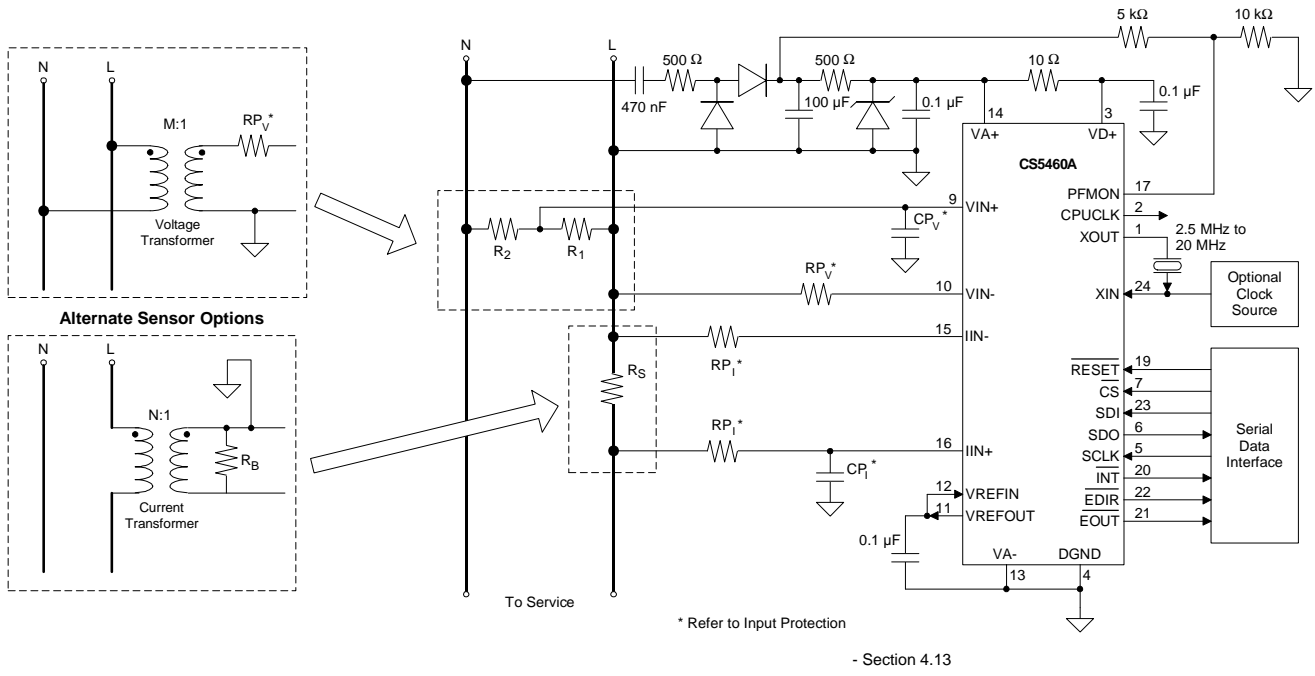 5 kΩ
10 kΩ
N
L
500 Ω
470 nF
500 Ω
100 µF
0.1 µF
10 Ω
0.1 µF
14
3
VA+
VD+
CS5460A
PFMON
17
CPUCLK
2
XOUT
1
2.5 MHz to
20 MHz
XIN
24
Optional
Clock
Source
9
VIN+
CPV*
R2
R1
RPV*
10
VIN-
15
IIN-
RPI*
RS
RPI*
16
IIN+
CPI*
12
VREFIN
11
VREFOUT
0.1 µF
VA-
DGND
13
4
RESET
19
CS
7
SDI
23
SDO
6
SCLK
5
INT
20
EDIR
22
EOUT
21
Serial
Data
Interface
N
L
M:1
RPV*
Voltage
Transformer
Alternate Sensor Options
N
L
N:1
RB
Current
Transformer
To Service
* Refer to Input Protection
- Section 4.13